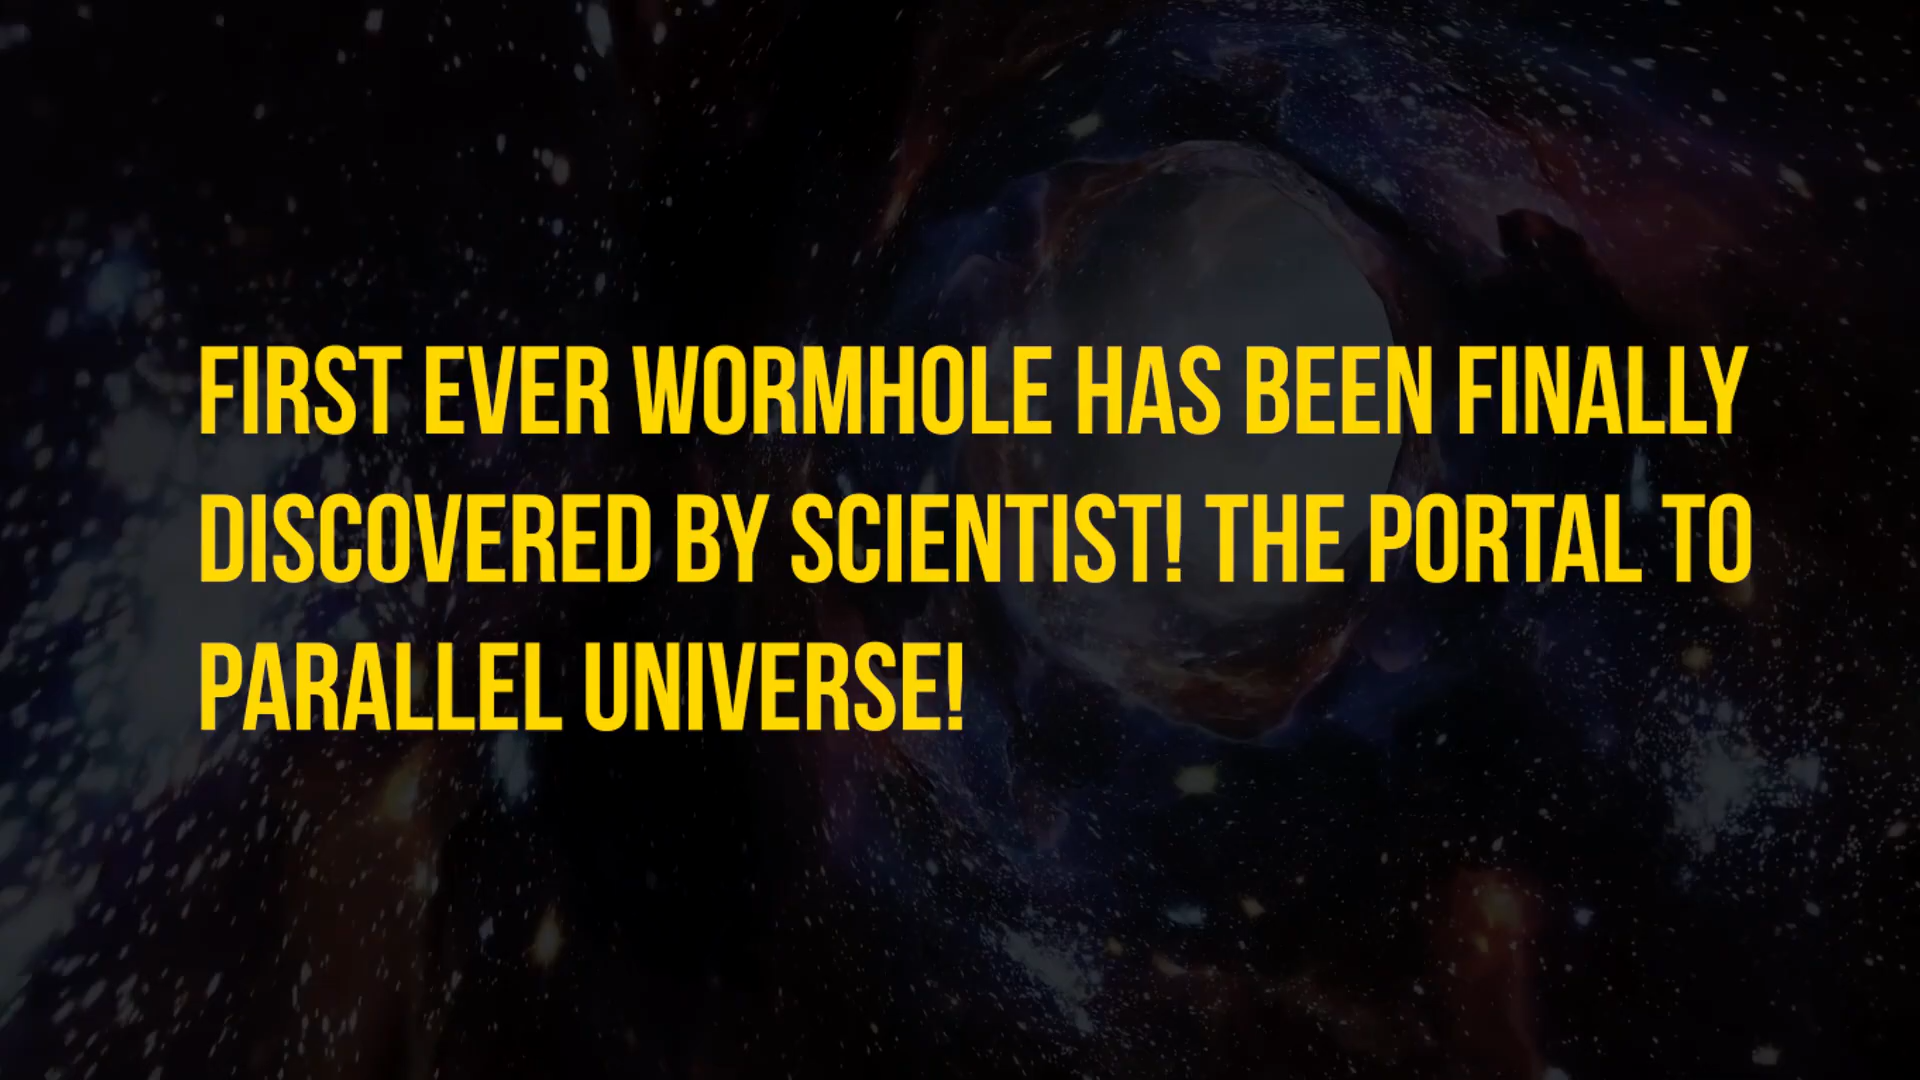 FIRST EVER WORMHOLE HAS BEEN FINALLY
DISCOVERED BY SCIENTIST! THE PORTAL TO
PARALLEL UNIVERSE!